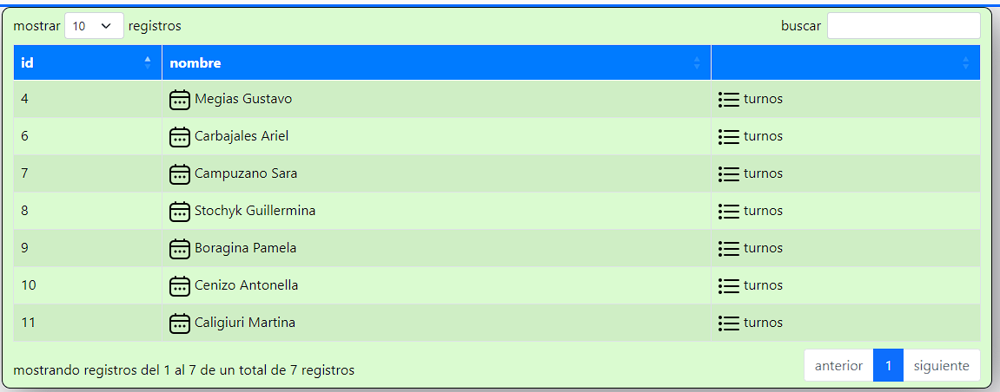 mostrar 10 registros buscar
id nombre
4 Megias Gustavo turnos
6 Carbajales Ariel turnos
7 Campuzano Sara turnos
8 Stochyk Guillermina turnos
9 Boragina Pamela turnos
10 Cenizo Antonella turnos
11 Caligiuri Martina turnos
mostrando registros del 1 al 7 de un total de 7 registros anterior 1 siguiente